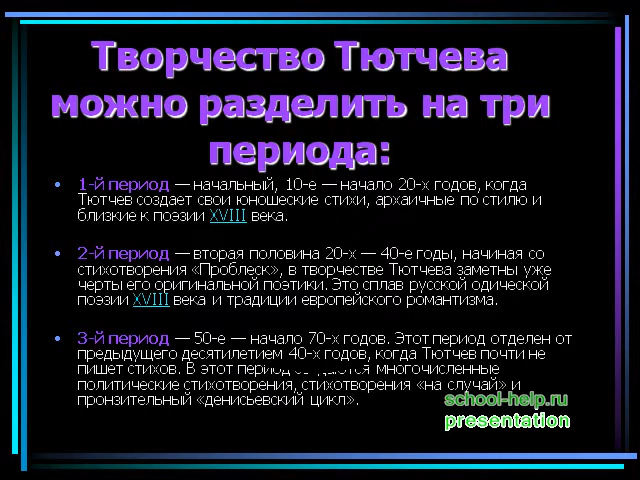 Творчество Тютчева
можно разделить на три
периода:
• 1-й период — начальный, 10-е — начало 20-х годов, когда
Тютчев создает свои юношеские стихи, архаичные по стилю и
близкие к поэзии XVIII века.
• 2-й период — вторая половина 20-х — 40-е годы, начиная со
стихотворения «Проблеск», в творчестве Тютчева заметны уже
черты его оригинальной поэтики. Это сплав русской одической
поэзии XVIII века и традиции европейского романтизма.
• 3-й период — 50-е — начало 70-х годов. Этот период отделен от
предыдущего десятилетием 40-х годов, когда Тютчев почти не
пишет стихов. В этот период многочисленные
политические стихотворения, стихотворения «на случай» и
пронзительный «денисьевский цикл».
school-help.ru
presentation